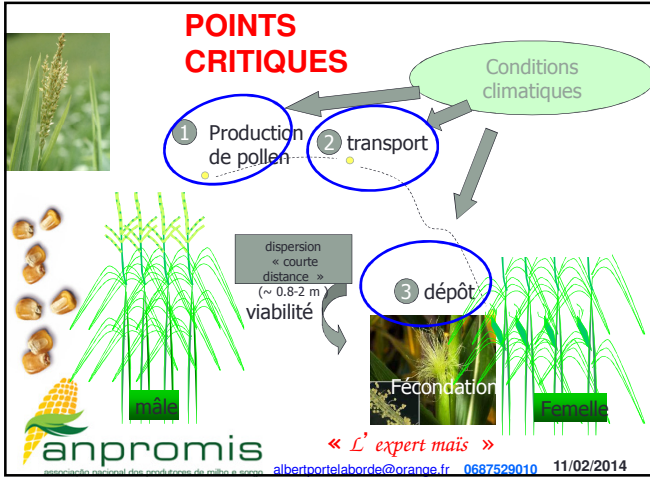 POINTS
CRITIQUES
Conditions
climatiques
1 Production
de pollen
2 transport
dispersion
« courte
distance »
(~ 0.8-2 m )
viabilité
3 dépôt
Fécondation
mâle
Femelle
anpromis
associação nacional dos produtores de milho e sorgo
« L’ expert maïs »
albertportelaborde@orange.fr 0687529010 11/02/2014